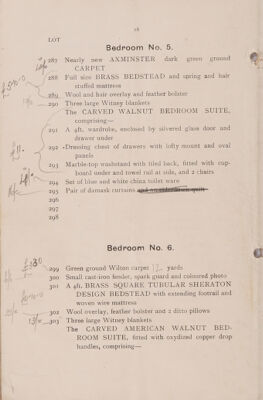 18
LOT
Bedroom No. 5.
287 Nearly new AXMINSTER dark green ground
CARPET
288 Full size BRASS BEDSTEAD and spring and hair
stuffed mattress
289 Wool and hair overlay and feather bolster
290 Three large Witney blankets
The CARVED WALNUT BEDROOM SUITE,
comprising—
291 A 4ft. wardrobe, enclosed by silvered glass door and
drawer under
292 Dressing chest of drawers with lofty mount and oval
panels
293 Marble-top washstand with tiled back, fitted with cup-
board under and towel rail at side, and 2 chairs
294 Set of blue and white china toilet ware
295 Pair of damask curtains and an eiderdown quilt
296
297
298
Bedroom No. 6.
299 Green ground Wilton carpet 12 yards
300 Small cast-iron fender, spark guard and coloured photo
301 A 4ft. BRASS SQUARE TUBULAR SHERATON
DESIGN BEDSTEAD with extending footrail and
woven wire mattress
302 Wool overlay, feather bolster and 2 ditto pillows
303 Three large Witney blankets
The CARVED AMERICAN WALNUT BED-
ROOM SUITE, fitted with oxydized copper drop
handles, comprising—